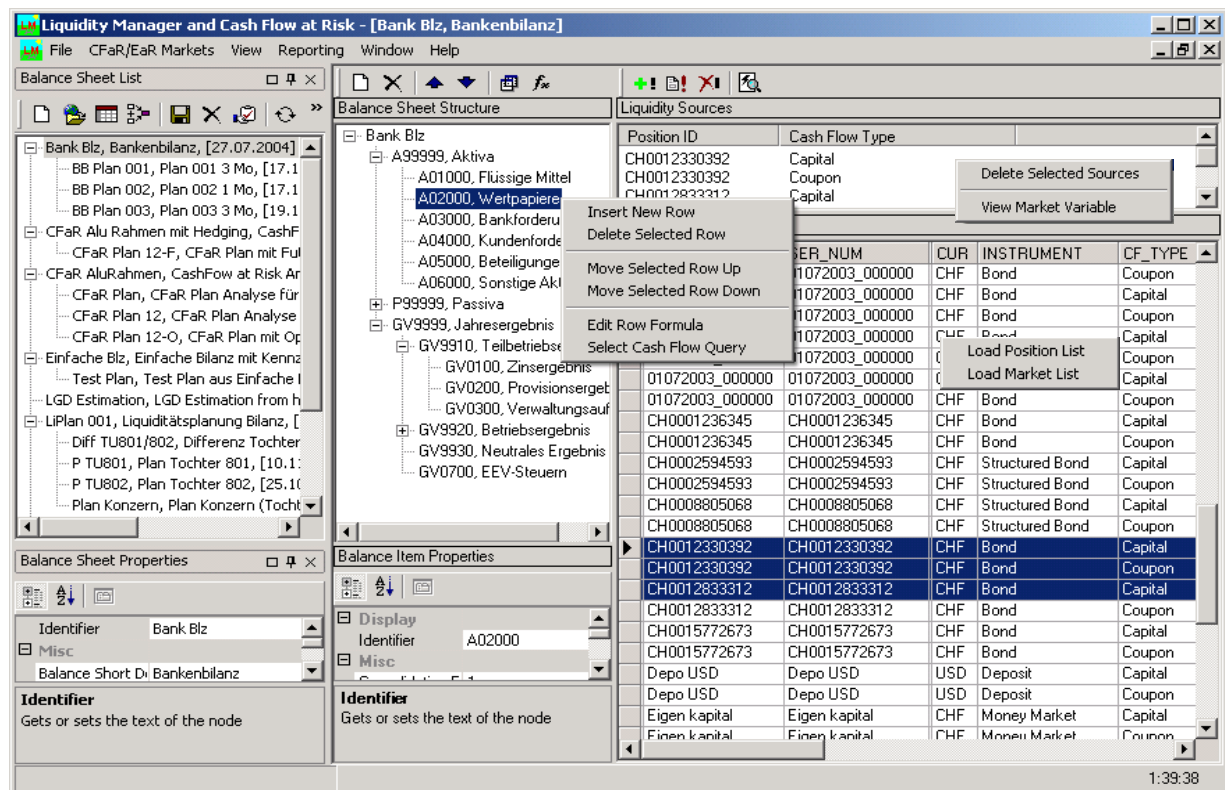 Liquidity Manager and Cash Flow at Risk - [Bank Blz, Bankenbilanz]
File CFaR/EaR Markets View Reporting Window Help
Balance Sheet List
Bank Blz, Bankenbilanz, [27.07.2004]
BB Plan 001, Plan 001 3 Mo, [17.1
BB Plan 002, Plan 002 1 Mo, [17.1
BB Plan 003, Plan 003 3 Mo, [19.1
CFaR Alu Rahmen mit Hedging, CashF
CFaR Plan 12-F, CFaR Plan mit Ful
CFaR AluRahmen, CashFow at Risk An
CFaR Plan, CFaR Plan Analyse für
CFaR Plan 12, CFaR Plan Analyse
CFaR Plan 12-O, CFaR Plan mit Op
Einfache Blz, Einfache Bilanz mit Kennz
Test Plan, Test Plan aus Einfache
LGD Estimation, LGD Estimation from h
LiPlan 001, Liquiditätsplanung Bilanz, [
Diff TU801/802, Differenz Tochter
P TU801, Plan Tochter 801, [10.1
P TU802, Plan Tochter 802, [25.10
Plan Konzern, Plan Konzern (Tocht
Balance Sheet Properties
Identifier Bank Blz
Misc
Balance Short D Bankenbilanz
Identifier
Gets or sets the text of the node
Balance Sheet Structure
Bank Blz
A99999, Aktiva
A01000, Flüssige Mittel
A02000, Wertpapiere
A03000, Bankforderu
A04000, Kundenforde
A05000, Beteiligunge
A06000, Sonstige Akt
P99999, Passiva
GV9999, Jahresergebnis
GV9910, Teilbetriebse
GV0100, Zinsergebnis
GV0200, Provisionserget
GV0300, Verwaltungsauf
GV9920, Betriebsergebnis
GV9930, Neutrales Ergebnis
GV0700, EEV-Steuern
Insert New Row
Delete Selected Row
Move Selected Row Up
Move Selected Row Down
Edit Row Formula
Select Cash Flow Query
Balance Item Properties
Display
Identifier A02000
Misc
Identifier
Gets or sets the text of the node
Liquidity Sources
Position ID Cash Flow Type
CH0012330392 Capital
CH0012330392 Coupon
CH0012833312 Capital
Delete Selected Sources
View Market Variable
SER_NUM CUR INSTRUMENT CF_TYPE
01072003_000000 CHF Bond Coupon
01072003_000000 CHF Bond Capital
01072003_000000 CHF Bond Coupon
01072003_000000 CHF Bond Capital
01072003_000000 Coupon
01072003_000000 01072003_000000 Capital
01072003_000000 01072003_000000 CHF Bond Coupon
CH0001236345 CH0001236345 CHF Bond Capital
CH0001236345 CH0001236345 CHF Bond Coupon
CH0002594593 CH0002594593 CHF Structured Bond Capital
CH0002594593 CH0002594593 CHF Structured Bond Coupon
CH0008805068 CH0008805068 CHF Structured Bond Capital
CH0008805068 CH0008805068 CHF Structured Bond Coupon
CH0012330392 CH0012330392 CHF Bond Capital
CH0012330392 CH0012330392 CHF Bond Coupon
CH0012833312 CH0012833312 CHF Bond Capital
CH0012833312 CH0012833312 CHF Bond Coupon
CH0015772673 CH0015772673 CHF Bond Capital
CH0015772673 CH0015772673 CHF Bond Coupon
Depo USD Depo USD USD Deposit Capital
Depo USD Depo USD USD Deposit Coupon
Eigen kapital Eigen kapital CHF Money Market Capital
Eigen kapital Eigen kapital CHF Money Market Coupon
Load Position List
Load Market List
1:39:38